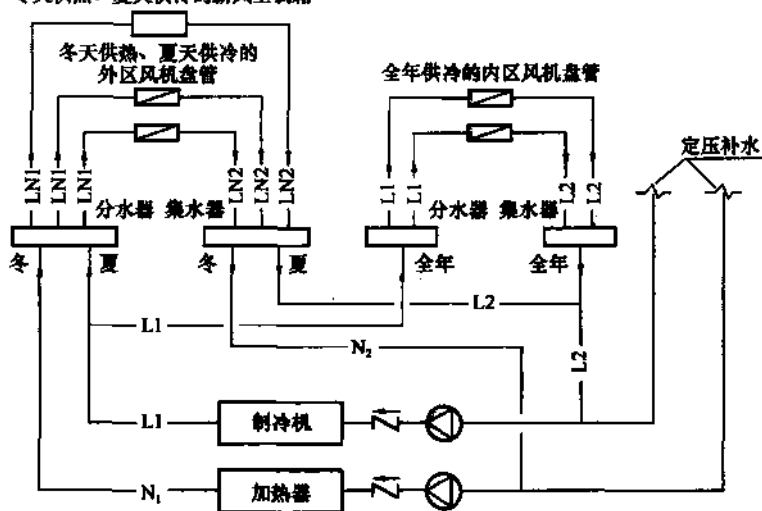 冬天供热、夏天供冷的
外区风机盘管
全年供冷的内区风机盘管
定压补水
LN1
LN1
LN1
LN2
LN2
LN2
L1
L1
L2
L2
分水器 集水器
分水器 集水器
冬
夏
冬
夏
全年
全年
L1
L2
N₂
L2
L1
制冷机
N₁
加热器